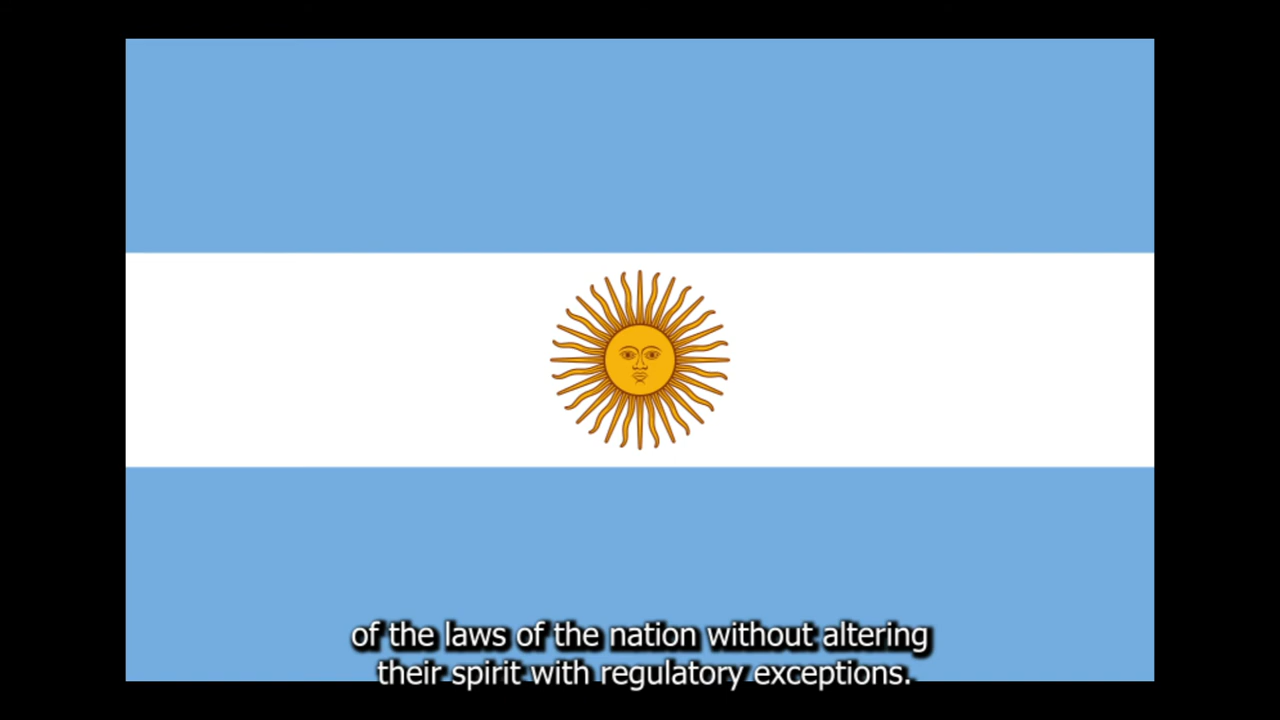 of the laws of the nation without altering
their spirit with regulatory exceptions.